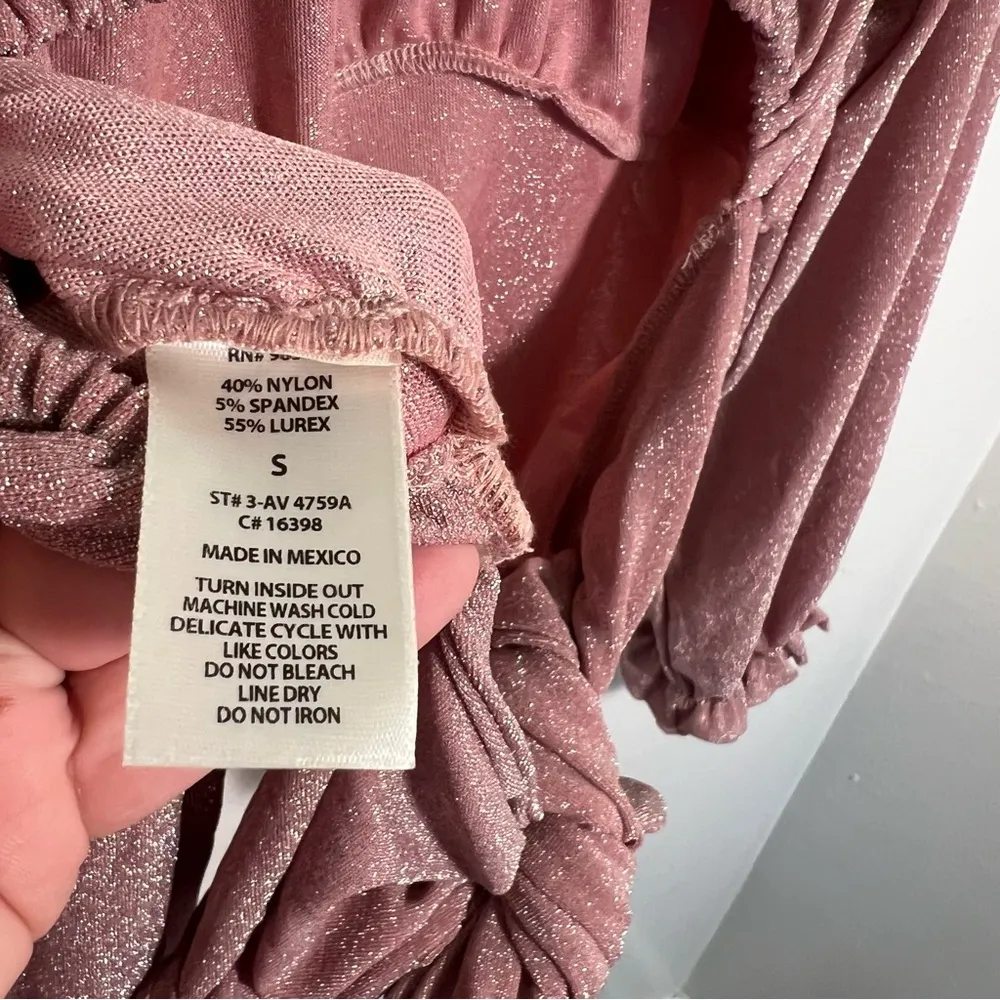 RN#
40% NYLON
5% SPANDEX
55% LUREX
S
ST# 3-AV 4759A
C# 16398
MADE IN MEXICO
TURN INSIDE OUT
MACHINE WASH COLD
DELICATE CYCLE WITH
LIKE COLORS
DO NOT BLEACH
LINE DRY
DO NOT IRON